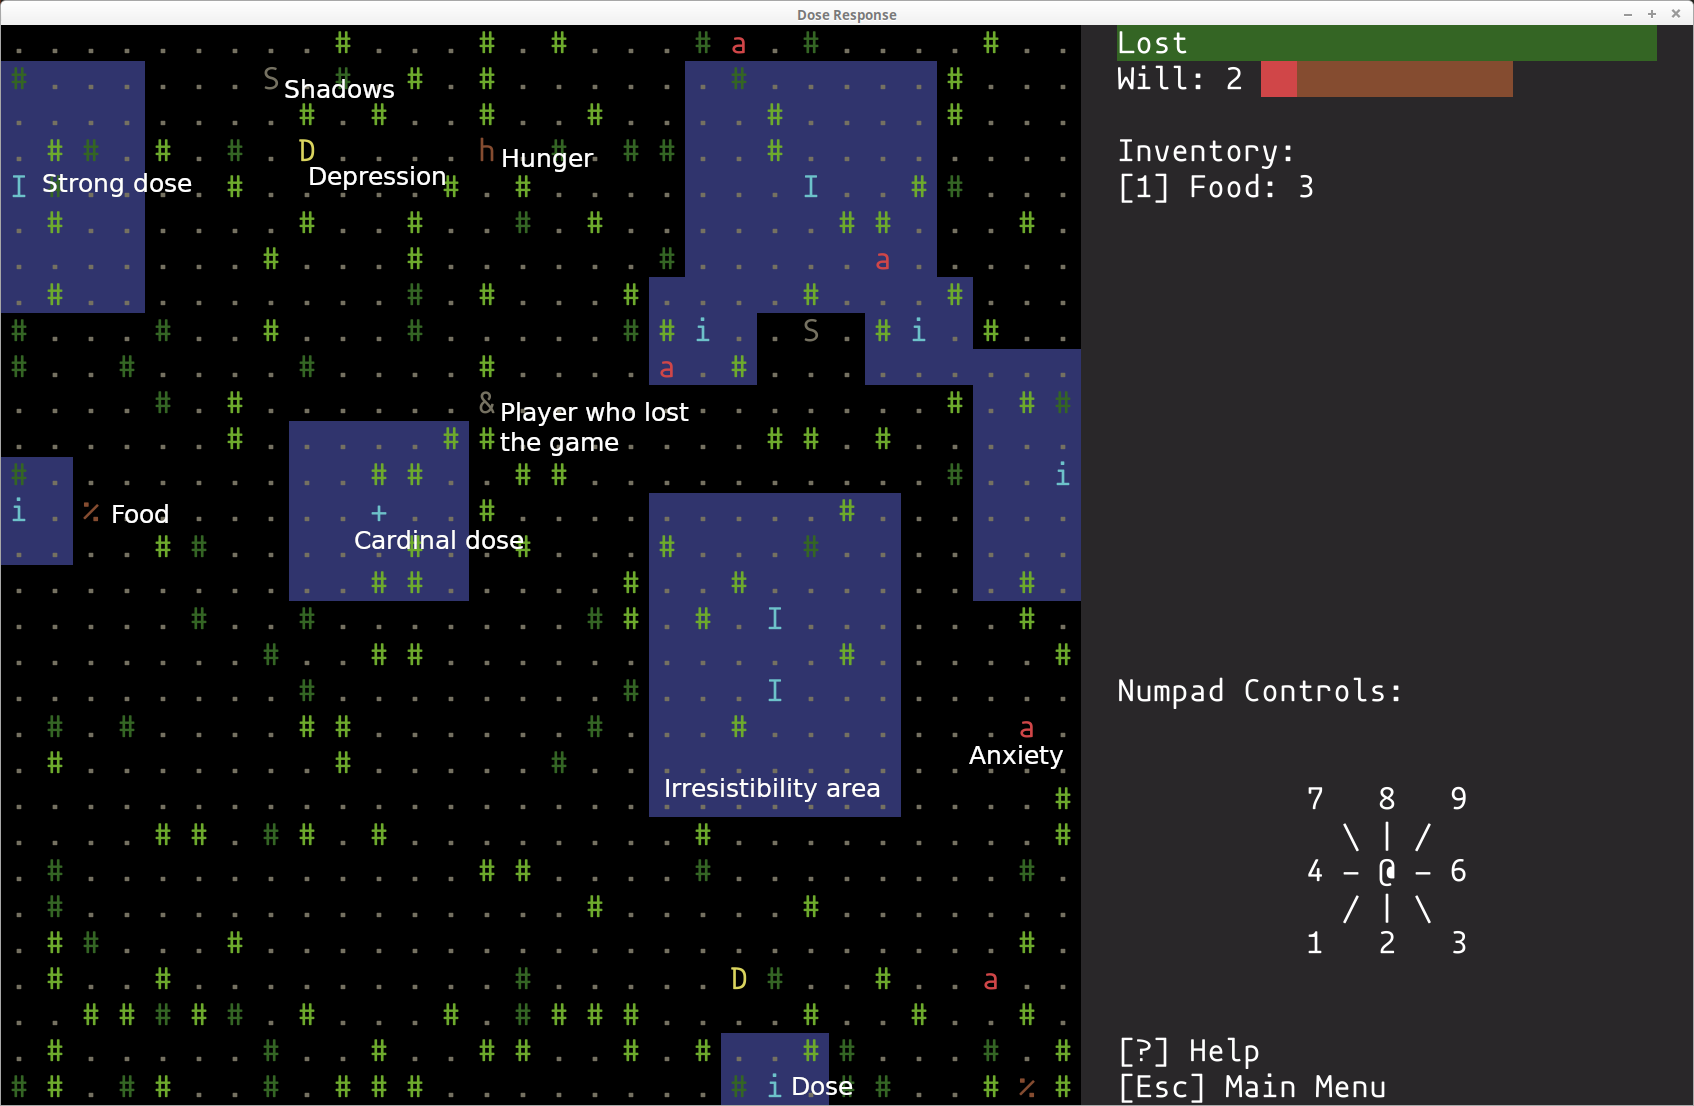 Dose Response
Shadows
Hunger
Depression
Strong dose
Player who lost
the game
Food
Cardinal dose
Anxiety
Irresistibility area
Dose
Lost
Will: 2
Inventory:
[1] Food: 3
Numpad Controls:
7 8 9
\ | /
4 - @ - 6
/ | \
1 2 3
[?] Help
[Esc] Main Menu